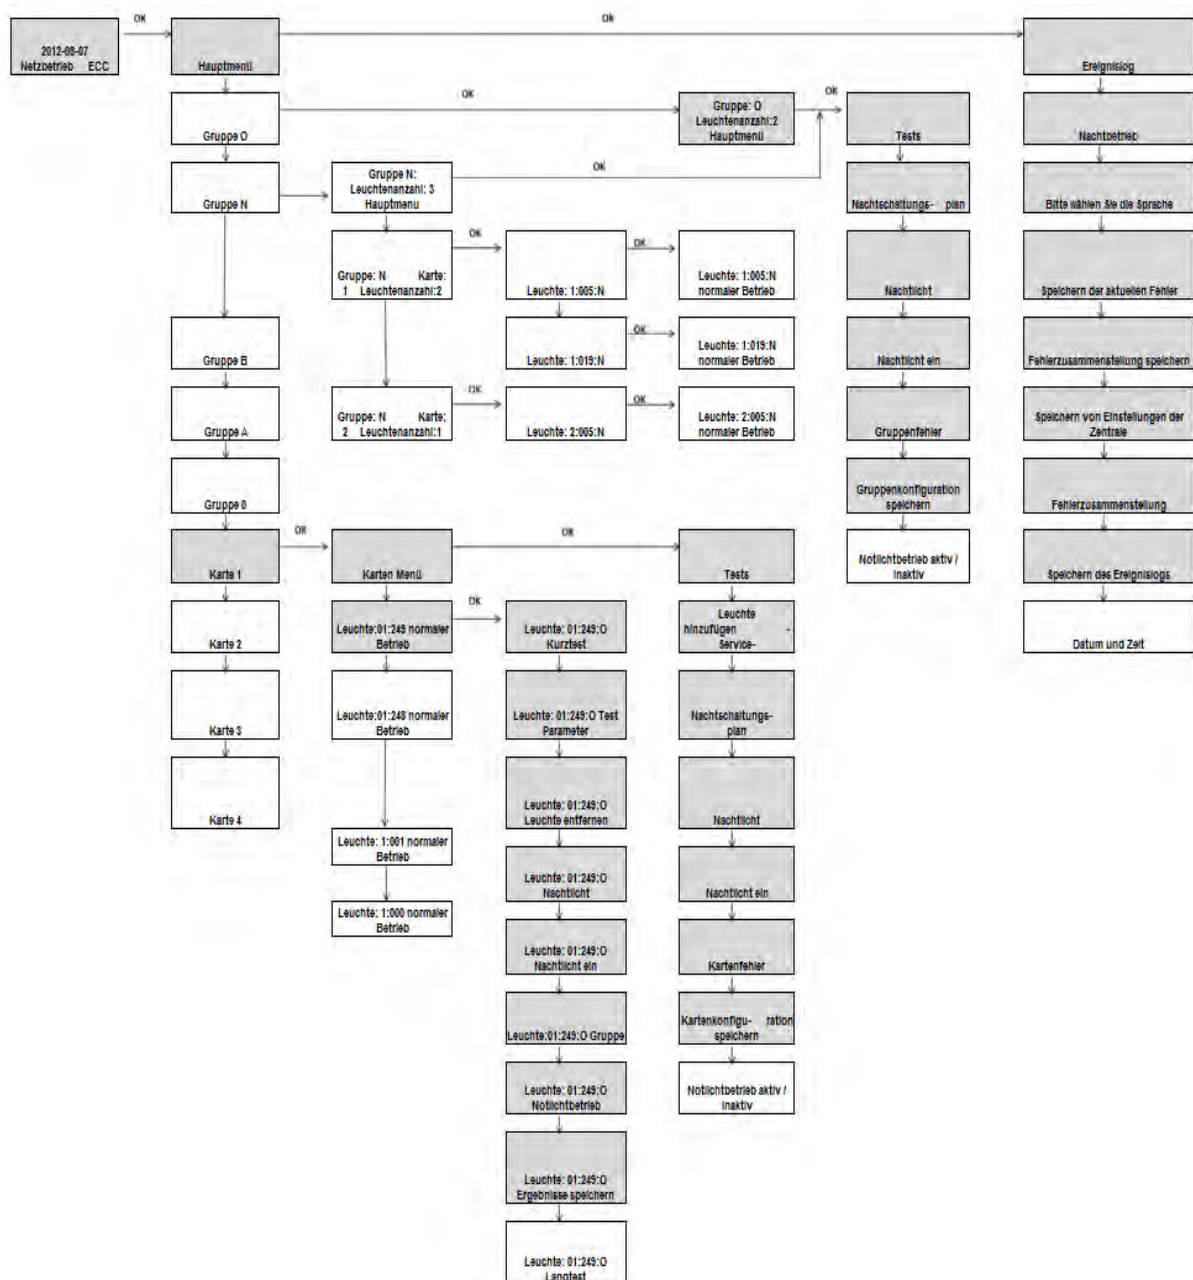 OK
OK
2012-08-07
Netzbetrieb ECC
Hauptmenü
Ereignislog
OK
OK
Gruppe O
Gruppe: O
Leuchtenanzahl:2
Hauptmenü
Tests
Nachtbetrieb
OK
Gruppe N
Gruppe N:
Leuchtenanzahl: 3
Hauptmenu
Nachtschaltungs- plan
Bitte wählen Sie die Sprache
OK
OK
Gruppe: N Karte:
1 Leuchtenanzahl:2
Leuchte: 1:005:N
Leuchte: 1:005:N
normaler Betrieb
Nachtlicht
Speichern der aktuellen Fehler
OK
Gruppe B
Leuchte: 1:019:N
Leuchte: 1:019:N
normaler Betrieb
Nachtlicht ein
Fehlerzusammenstellung speichern
OK
OK
Gruppe A
Gruppe: N Karte:
2 Leuchtenanzahl:1
Leuchte: 2:005:N
Leuchte: 2:005:N
normaler Betrieb
Gruppenfehler
Speichern von Einstellungen der
Zentrale
Gruppe 0
Gruppenkonfiguration
speichern
Fehlerzusammenstellung
OK
OK
Karte 1
Karten Menü
Tests
Notlichtbetrieb aktiv /
inaktiv
Speichern des Ereignislogs
OK
Karte 2
Leuchte:01:249 normaler
Betrieb
Leuchte: 01:249:O
Kurztest
Leuchte
hinzufügen -
Service-
Datum und Zeit
Karte 3
Leuchte:01:248 normaler
Betrieb
Leuchte: 01:249:O Test
Parameter
Nachtschaltungs-
plan
Karte 4
Leuchte: 01:249:O
Leuchte entfernen
Nachtlicht
Leuchte: 1:001 normaler
Betrieb
Leuchte: 01:249:O
Nachtlicht
Nachtlicht ein
Leuchte: 1:000 normaler
Betrieb
Leuchte: 01:249:O
Nachtlicht ein
Kartenfehler
Leuchte:01:249:O Gruppe
Kartenkonfigu- ration
speichern
Leuchte: 01:249:O
Notlichtbetrieb
Notlichtbetrieb aktiv /
inaktiv
Leuchte: 01:249:O
Ergebnisse speichern
Leuchte: 01:249:O
Langtest